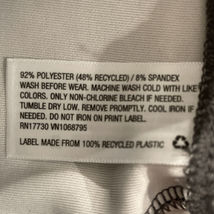 92% POLYESTER (48% RECYCLED) / 8% SPANDEX
WASH BEFORE WEAR. MACHINE WASH COLD WITH LIKE
COLORS. ONLY NON-CHLORINE BLEACH IF NEEDED.
TUMBLE DRY LOW. REMOVE PROMPTLY. COOL IRON IF
NEEDED. DO NOT IRON ON PRINT LABEL.
RN17730 VN1068795
LABEL MADE FROM 100% RECYCLED PLASTIC